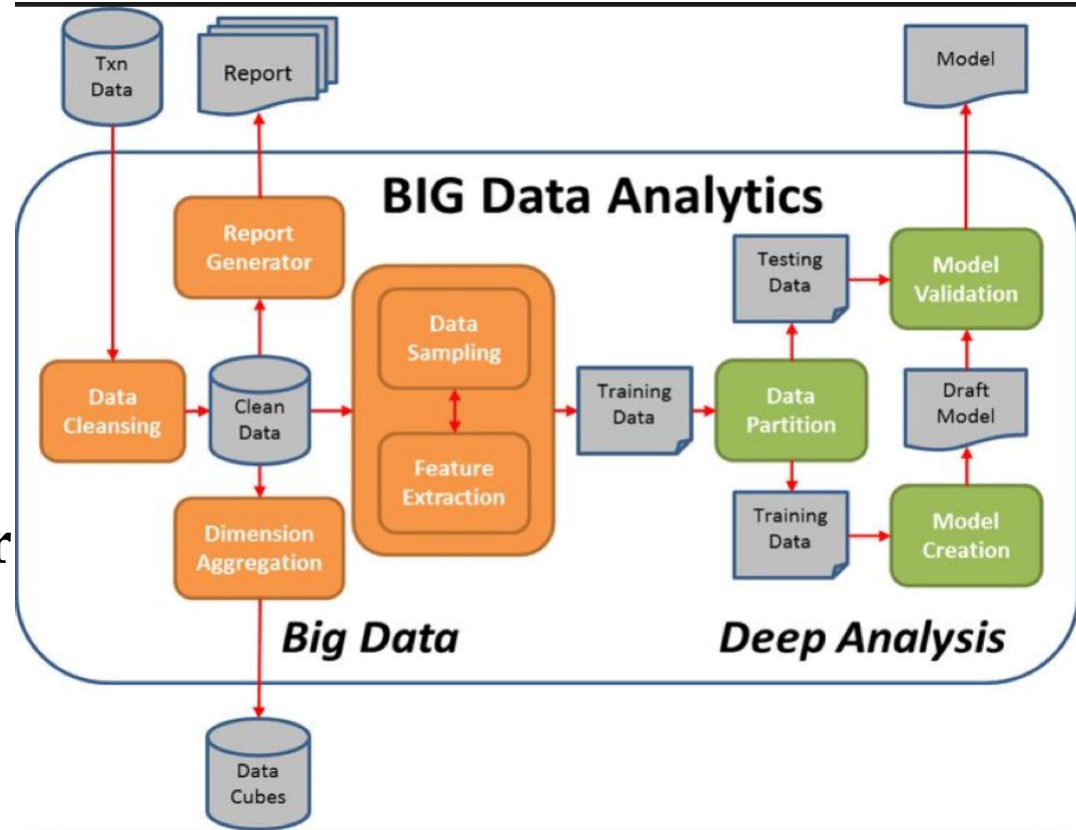 Txn
Data
Report
Model
BIG Data Analytics
Report
Generator
Testing
Data
Model
Validation
Data
Sampling
Data
Cleansing
Clean
Data
Training
Data
Data
Partition
Draft
Model
Feature
Extraction
Dimension
Aggregation
Training
Data
Model
Creation
r
Big Data
Deep Analysis
Data
Cubes